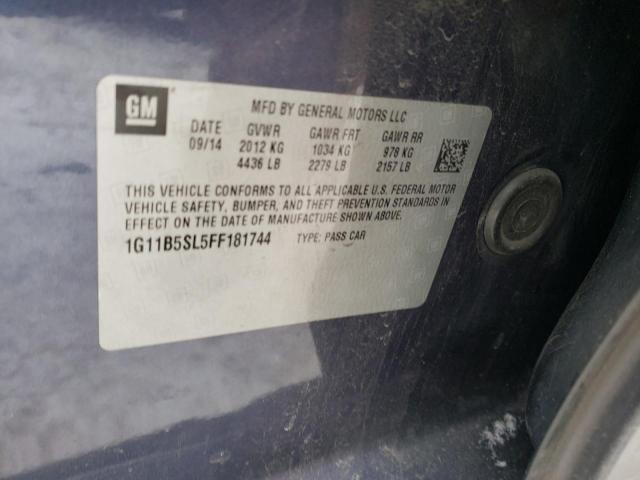 GM
MFD BY GENERAL MOTORS LLC
DATE GVWR GAWR FRT GAWR RR
09/14 2012 KG 1034 KG 978 KG
4436 LB 2279 LB 2157 LB
THIS VEHICLE CONFORMS TO ALL APPLICABLE U.S. FEDERAL MOTOR
VEHICLE SAFETY, BUMPER, AND THEFT PREVENTION STANDARDS IN
EFFECT ON THE DATE OF MANUFACTURE SHOWN ABOVE.
1G11B5SL5FF181744 TYPE: PASS CAR